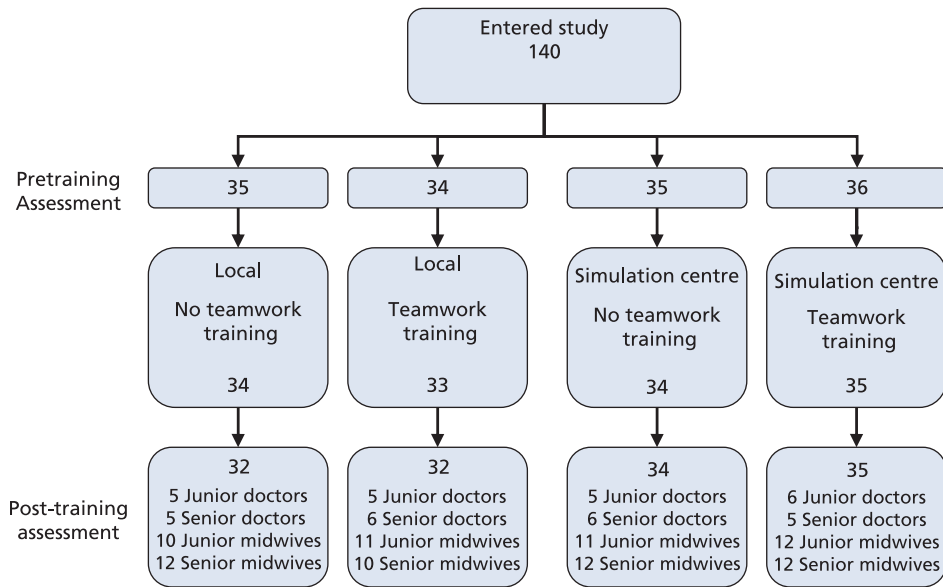 Entered study
140
Pretraining
Assessment
35
34
35
36
Local
No teamwork
training
34
Local
Teamwork
training
33
Simulation centre
No teamwork
training
34
Simulation centre
Teamwork
training
35
Post-training
assessment
32
5 Junior doctors
5 Senior doctors
10 Junior midwives
12 Senior midwives
32
5 Junior doctors
6 Senior doctors
11 Junior midwives
10 Senior midwives
34
5 Junior doctors
6 Senior doctors
11 Junior midwives
12 Senior midwives
35
6 Junior doctors
5 Senior doctors
12 Junior midwives
12 Senior midwives